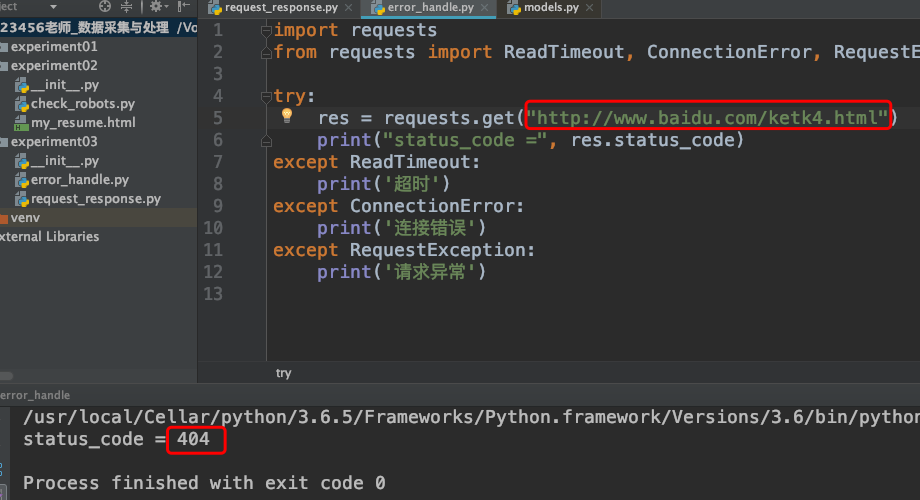 ject
request_response.py
error_handle.py
models.py
23456老师_数据采集与处理 /Vo
experiment01
experiment02
__init__.py
check_robots.py
my_resume.html
experiment03
__init__.py
error_handle.py
request_response.py
venv
xternal Libraries
1 import requests
2 from requests import ReadTimeout, ConnectionError, RequestE
3
4 try:
5 res = requests.get("http://www.baidu.com/ketk4.html")
6 print("status_code =", res.status_code)
7 except ReadTimeout:
8 print('超时')
9 except ConnectionError:
10 print('连接错误')
11 except RequestException:
12 print('请求异常')
13
try
error_handle
/usr/local/Cellar/python/3.6.5/Frameworks/Python.framework/Versions/3.6/bin/python
status_code = 404
Process finished with exit code 0